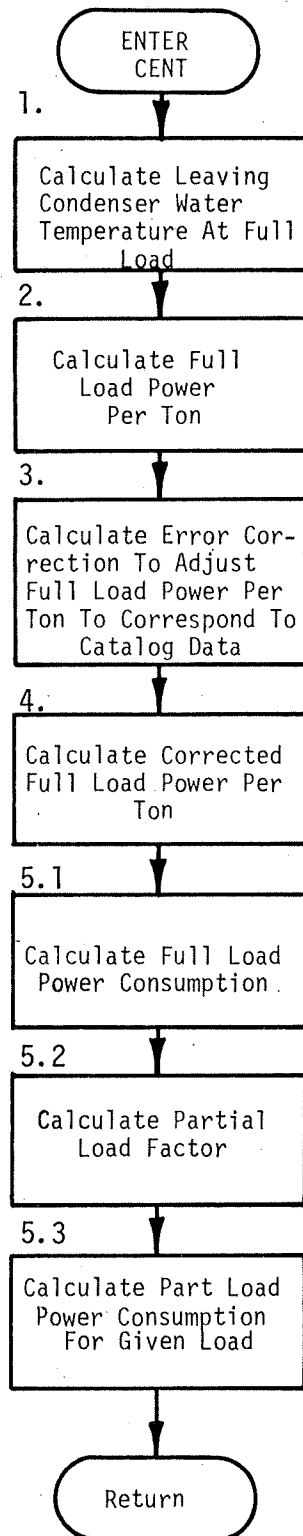 ENTER
CENT
1.
Calculate Leaving
Condenser Water
Temperature At Full
Load
2.
Calculate Full
Load Power
Per Ton
3.
Calculate Error Cor-
rection To Adjust
Full Load Power Per
Ton To Correspond To
Catalog Data
4.
Calculate Corrected
Full Load Power Per
Ton
5.1
Calculate Full Load
Power Consumption
5.2
Calculate Partial
Load Factor
5.3
Calculate Part Load
Power Consumption
For Given Load
Return